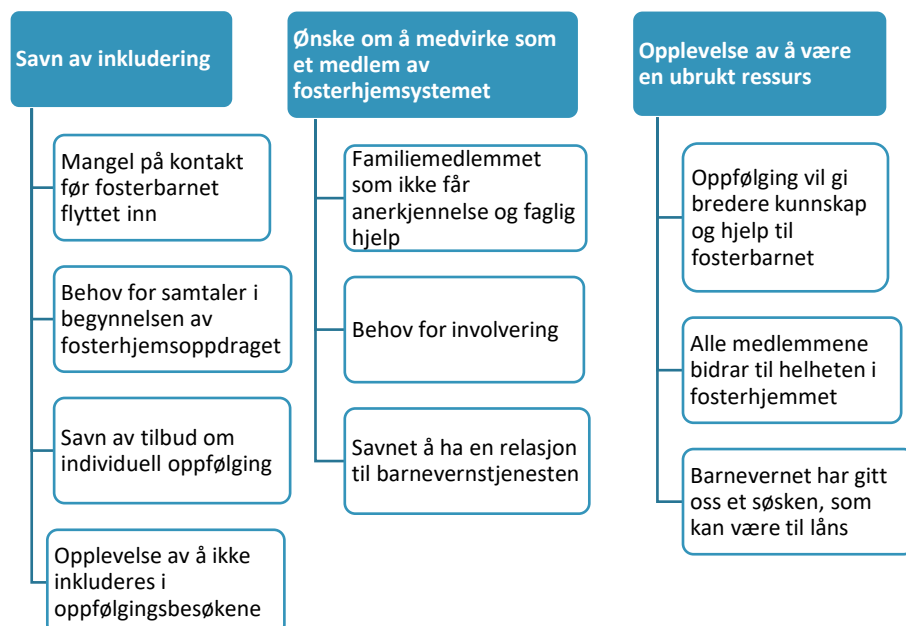 Savn av inkludering
Mangel på kontakt
før fosterbarnet
flyttet inn
Behov for samtaler i
begynnelsen av
fosterhjemsoppdraget
Savn av tilbud om
individuell oppfølging
Opplevelse av å ikke
inkluderes i
oppfølgingsbesøkene
Ønske om å medvirke som
et medlem av
fosterhjemsystemet
Familiemedlemmet
som ikke får
anerkjennelse og faglig
hjelp
Behov for involvering
Savnet å ha en relasjon
til barnevernstjenesten
Opplevelse av å være
en ubrukt ressurs
Oppfølging vil gi
bredere kunnskap
og hjelp til
fosterbarnet
Alle medlemmene
bidrar til helheten i
fosterhjemmet
Barnevernet har gitt
oss et søsken, som
kan være til låns